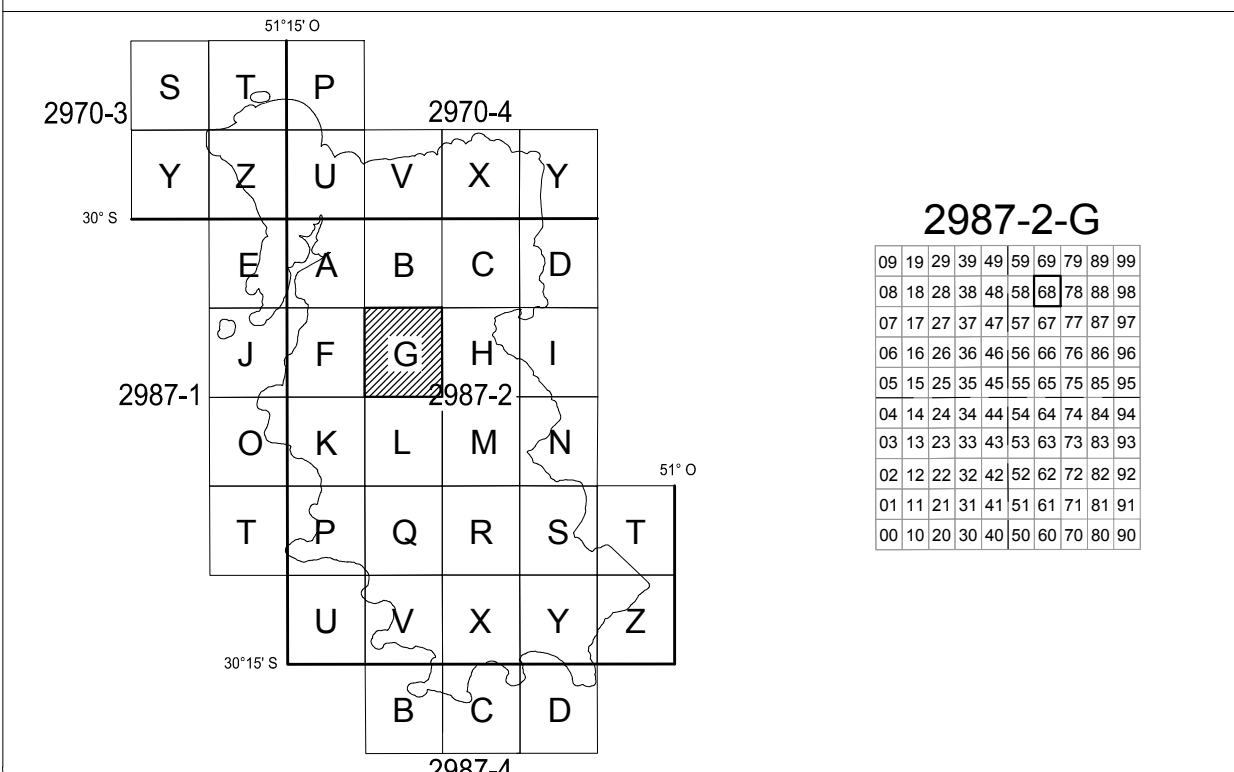 51°15' O
S T P
2970-3 2970-4
Y Z U V X Y
30° S
E A B C D
J F G H I
2987-1 2987-2
O K L M N
51° O
T P Q R S T
U V X Y Z
30°15' S
B C D
2987-4
2987-2-G
09 19 29 39 49 59 69 79 89 99
08 18 28 38 48 58 68 78 88 98
07 17 27 37 47 57 67 77 87 97
06 16 26 36 46 56 66 76 86 96
05 15 25 35 45 55 65 75 85 95
04 14 24 34 44 54 64 74 84 94
03 13 23 33 43 53 63 73 83 93
02 12 22 32 42 52 62 72 82 92
01 11 21 31 41 51 61 71 81 91
00 10 20 30 40 50 60 70 80 90